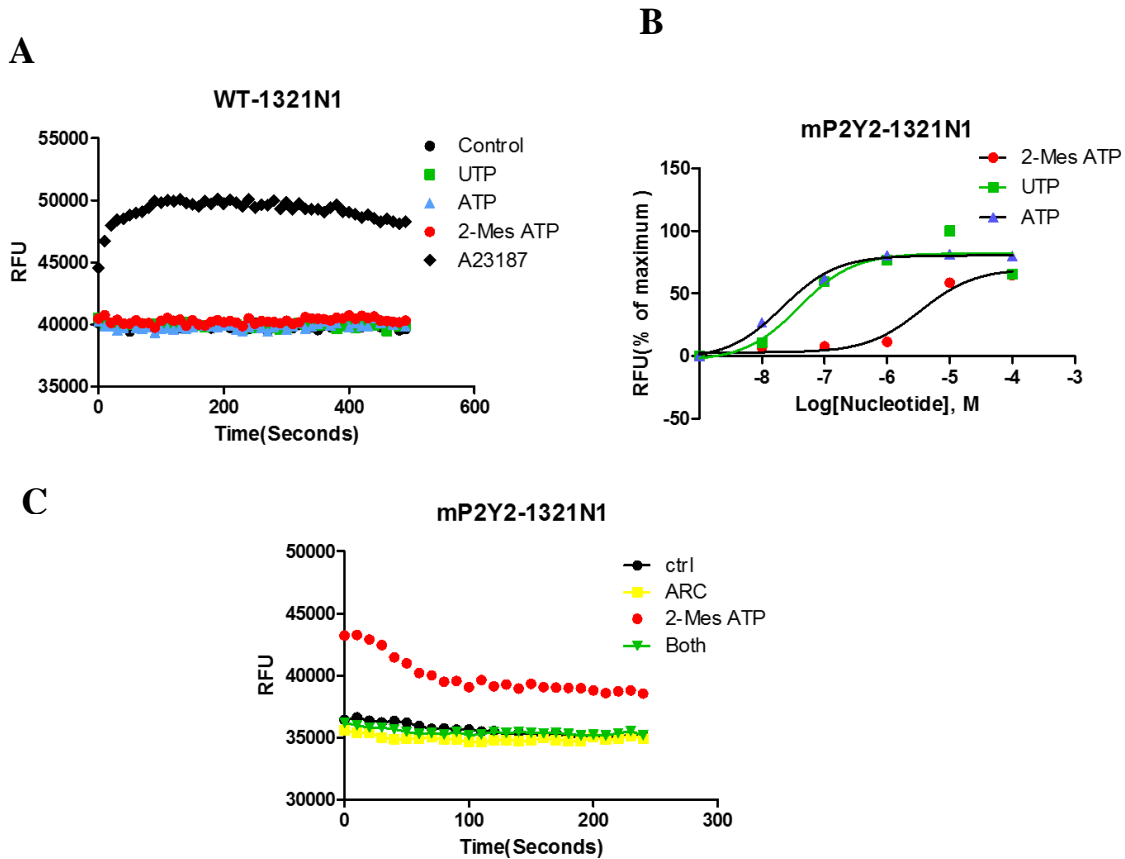 A
WT-1321N1
55000
50000
45000
40000
35000
RFU
0
200
400
600
Time(Seconds)
Control
UTP
ATP
2-Mes ATP
A23187
B
mP2Y2-1321N1
150
100
50
0
-50
RFU(% of maximum)
-8
-7
-6
-5
-4
-3
Log[Nucleotide], M
2-Mes ATP
UTP
ATP
C
mP2Y2-1321N1
50000
45000
40000
35000
30000
RFU
0
100
200
300
Time(Seconds)
ctrl
ARC
2-Mes ATP
Both